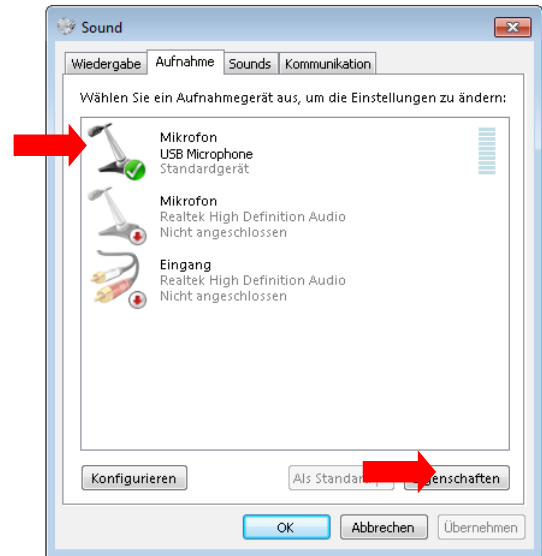 Sound
Wiedergabe Aufnahme Sounds Kommunikation
Wählen Sie ein Aufnahmegerät aus, um die Einstellungen zu ändern:
Mikrofon
USB Microphone
Standardgerät
Mikrofon
Realtek High Definition Audio
Nicht angeschlossen
Eingang
Realtek High Definition Audio
Nicht angeschlossen
Konfigurieren Als Standard Eigenschaften
OK Abbrechen Übernehmen